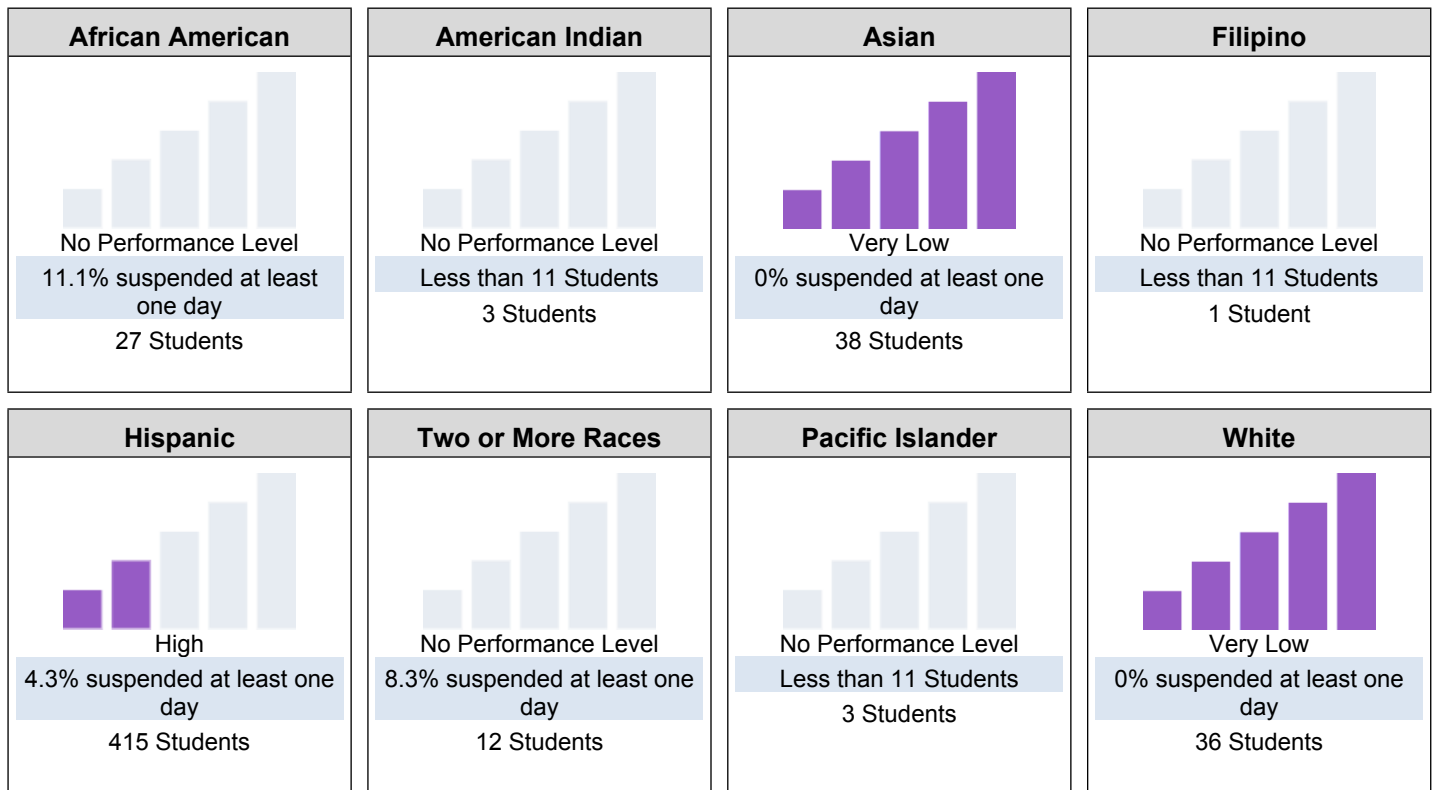 African American
No Performance Level
11.1% suspended at least
one day
27 Students
American Indian
No Performance Level
Less than 11 Students
3 Students
Asian
Very Low
0% suspended at least one
day
38 Students
Filipino
No Performance Level
Less than 11 Students
1 Student
Hispanic
High
4.3% suspended at least one
day
415 Students
Two or More Races
No Performance Level
8.3% suspended at least one
day
12 Students
Pacific Islander
No Performance Level
Less than 11 Students
3 Students
White
Very Low
0% suspended at least one
day
36 Students